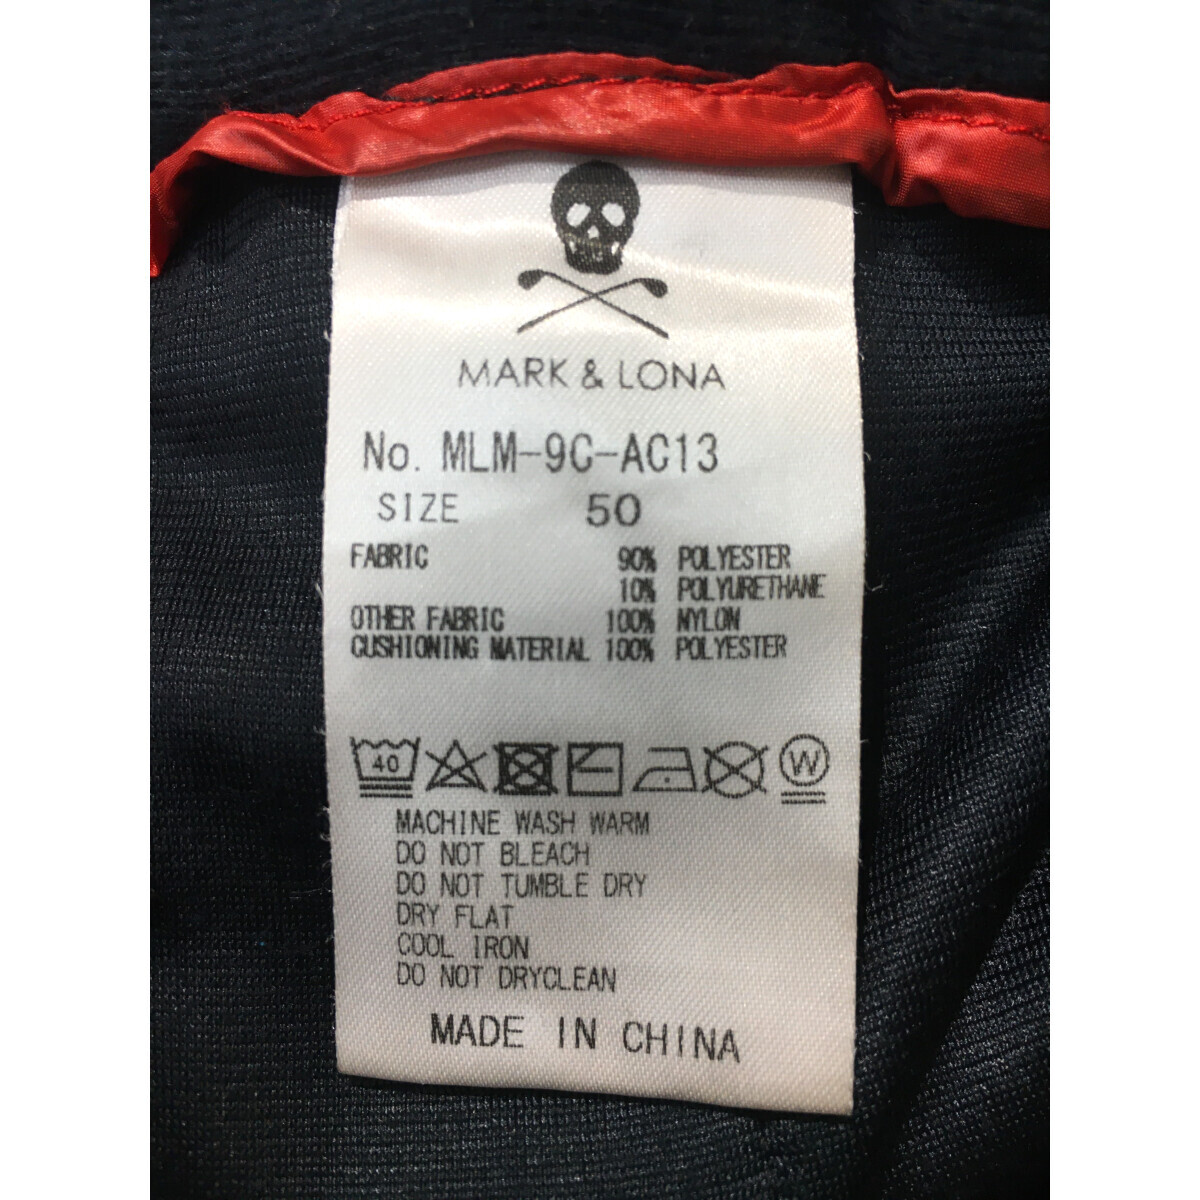 MARK & LONA
No. MLM-9C-AC13
SIZE 50
FABRIC 90% POLYESTER
10% POLYURETHANE
OTHER FABRIC 100% NYLON
CUSHIONING MATERIAL 100% POLYESTER
40 W
MACHINE WASH WARM
DO NOT BLEACH
DO NOT TUMBLE DRY
DRY FLAT
COOL IRON
DO NOT DRYCLEAN
MADE IN CHINA